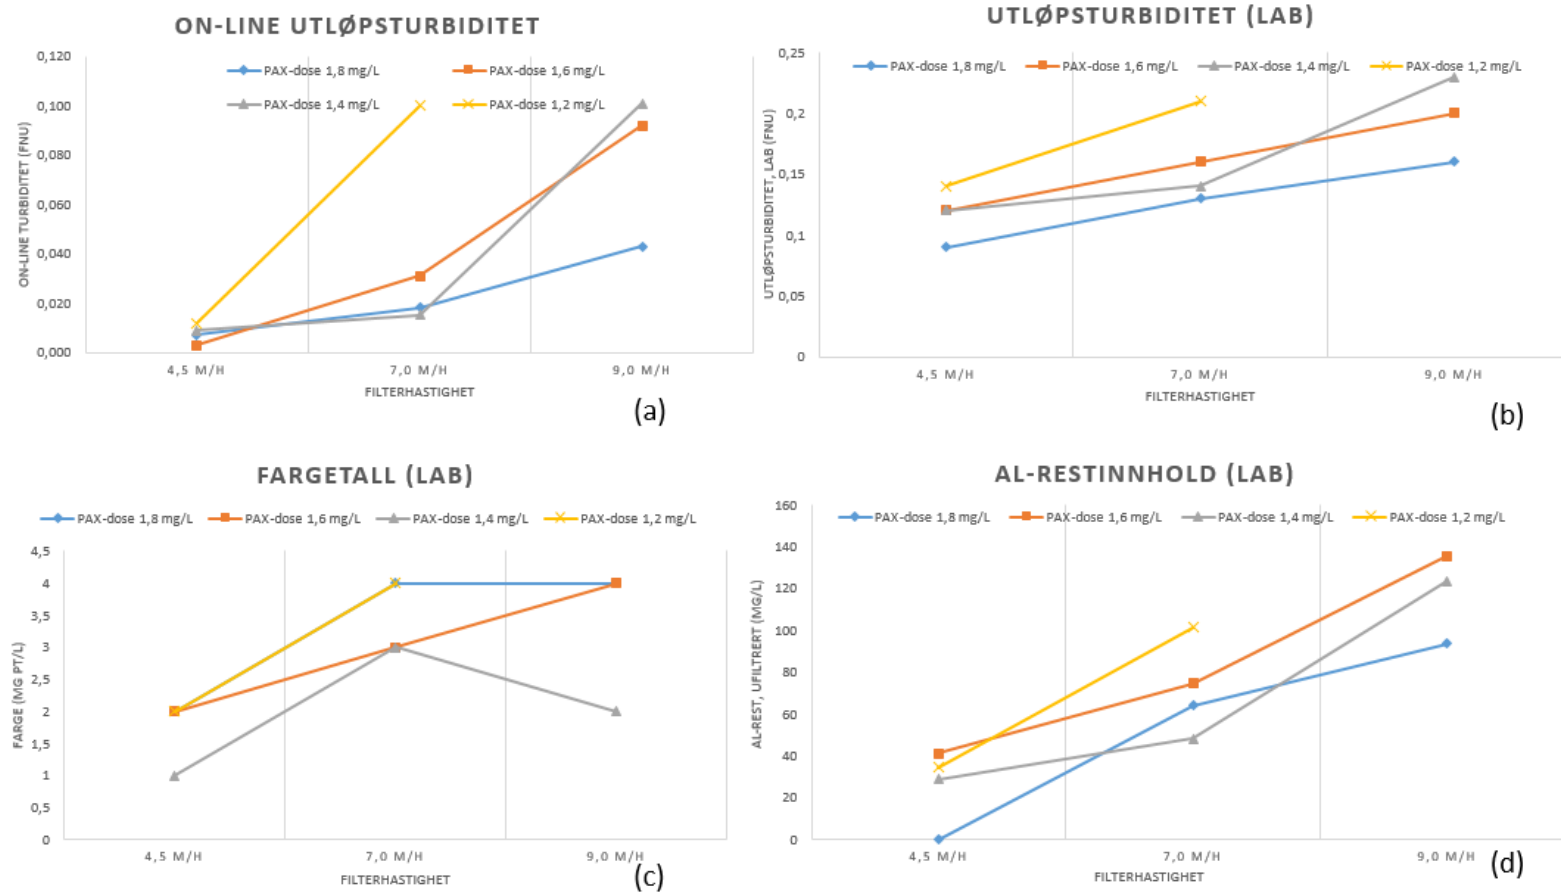 ON-LINE UTLØPSTURBIDITET
PAX-dose 1,8 mg/L
PAX-dose 1,6 mg/L
PAX-dose 1,4 mg/L
PAX-dose 1,2 mg/L
ON-LINE TURBIDITET (FNU)
0,120
0,100
0,080
0,060
0,040
0,020
0,000
4,5 M/H
7,0 M/H
9,0 M/H
FILTERHASTIGHET
(a)
UTLØPSTURBIDITET (LAB)
PAX-dose 1,8 mg/L
PAX-dose 1,6 mg/L
PAX-dose 1,4 mg/L
PAX-dose 1,2 mg/L
UTLØPSTURBIDITET, LAB (FNU)
0,25
0,2
0,15
0,1
0,05
0
4,5 M/H
7,0 M/H
9,0 M/H
FILTERHASTIGHET
(b)
FARGETALL (LAB)
PAX-dose 1,8 mg/L
PAX-dose 1,6 mg/L
PAX-dose 1,4 mg/L
PAX-dose 1,2 mg/L
FARGE (MG PT/L)
4,5
4
3,5
3
2,5
2
1,5
1
0,5
0
4,5 M/H
7,0 M/H
9,0 M/H
FILTERHASTIGHET
(c)
AL-RESTINNHOLD (LAB)
PAX-dose 1,8 mg/L
PAX-dose 1,6 mg/L
PAX-dose 1,4 mg/L
PAX-dose 1,2 mg/L
AL-REST, UFILTRERT (MG/L)
160
140
120
100
80
60
40
20
0
4,5 M/H
7,0 M/H
9,0 M/H
FILTERHASTIGHET
(d)